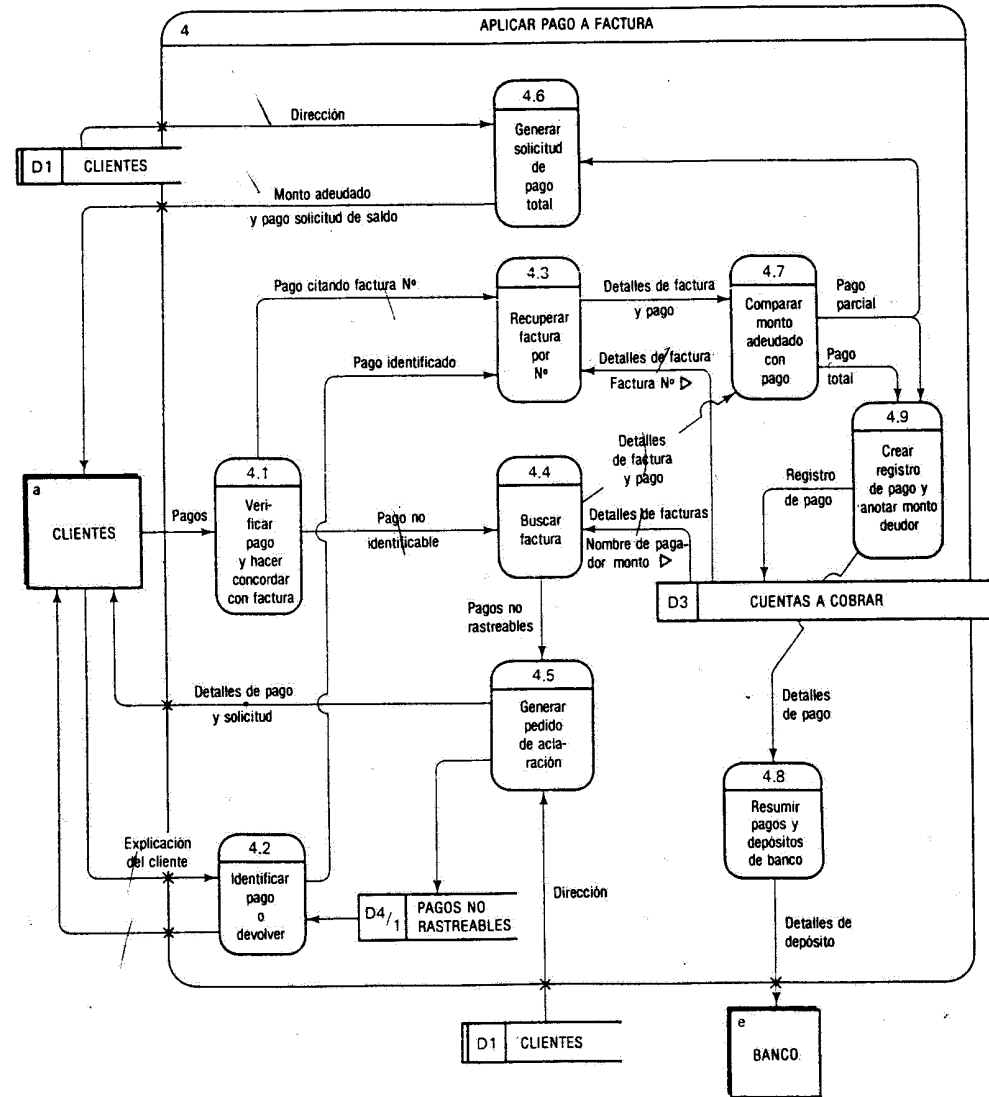 4
APLICAR PAGO A FACTURA
Dirección
4.6
Generar
solicitud
de
pago
total
D1 CLIENTES
Monto adeudado
y pago solicitud de saldo
Pago citando factura Nº
4.3
Recuperar
factura
por
Nº
Detalles de factura
y pago
4.7
Comparar
monto
adeudado
con
pago
Pago
parcial
Pago
total
Pago identificado
Detalles de factura
Factura Nº
4.9
Crear
registro
de pago y
anotar monto
deudor
Detalles
de factura
y pago
Registro
de pago
a
CLIENTES
Pagos
4.1
Veri-
ficar
pago
y hacer
concordar
con factura
Pago no
identificable
4.4
Buscar
factura
Detalles de facturas
Nombre de paga-
dor monto
D3 CUENTAS A COBRAR
Pagos no
rastreables
Detalles de pago
y solicitud
4.5
Generar
pedido
de acla-
ración
Detalles
de pago
4.8
Resumir
pagos y
depósitos
de banco
Explicación
del cliente
4.2
Identificar
pago
o
devolver
D4/1 PAGOS NO
RASTREABLES
Dirección
Detalles de
depósito
D1 CLIENTES
e
BANCO